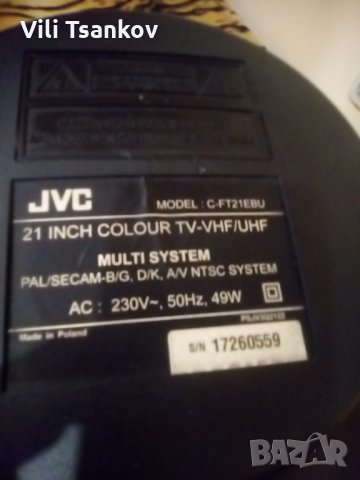 Vili Tsankov
JVC
MODEL : C-FT21EBU
21 INCH COLOUR TV-VHF/UHF
MULTI SYSTEM
PAL/SECAM-B/G, D/K, A/V NTSC SYSTEM
AC : 230V~, 50Hz, 49W
Made in Poland
S/N 17260559
BAZAR